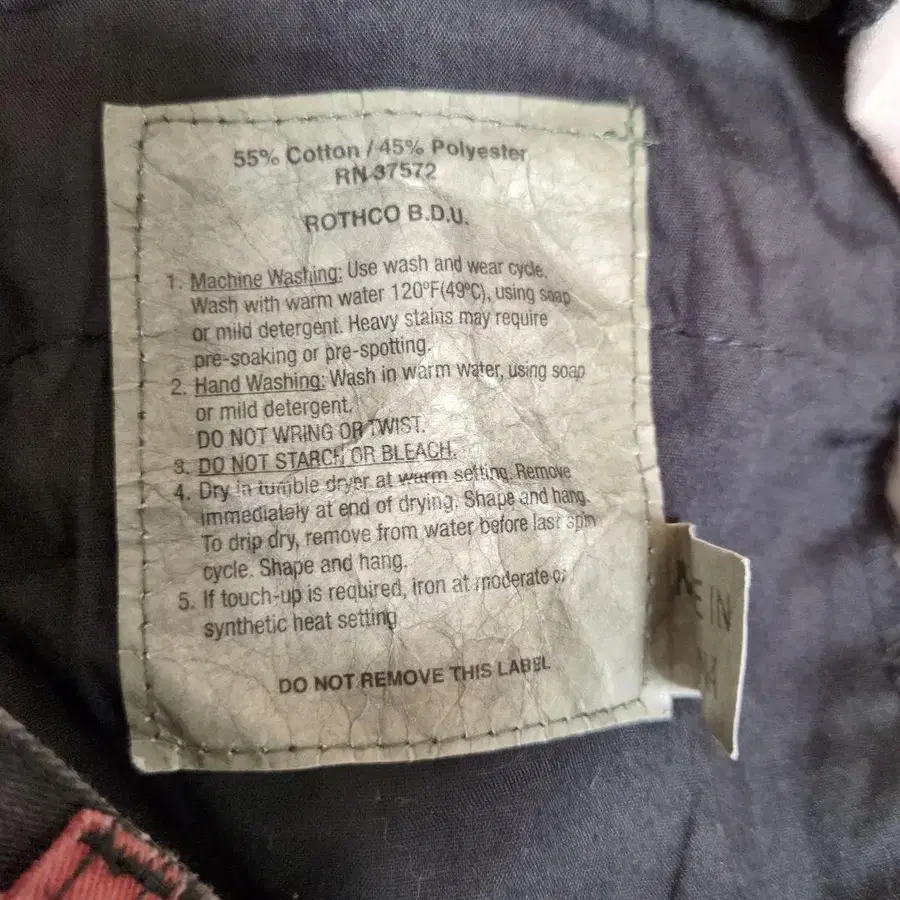 55% Cotton / 45% Polyester
RN 37572
ROTHCO B.D.U.
1. Machine Washing: Use wash and wear cycle.
Wash with warm water 120°F(49°C), using soap
or mild detergent. Heavy stains may require
pre-soaking or pre-spotting.
2. Hand Washing: Wash in warm water, using soap
or mild detergent.
DO NOT WRING OR TWIST.
3. DO NOT STARCH OR BLEACH.
4. Dry in tumble dryer at warm setting. Remove
immediately at end of drying. Shape and hang.
To drip dry, remove from water before last spin
cycle. Shape and hang.
5. If touch-up is required, iron at moderate or
synthetic heat setting
DO NOT REMOVE THIS LABEL
IN